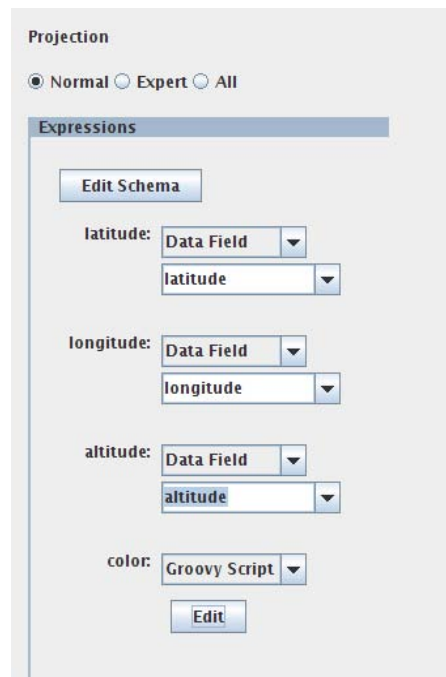 Projection
Normal Expert All
Expressions
Edit Schema
latitude: Data Field
latitude
longitude: Data Field
longitude
altitude: Data Field
altitude
color: Groovy Script
Edit